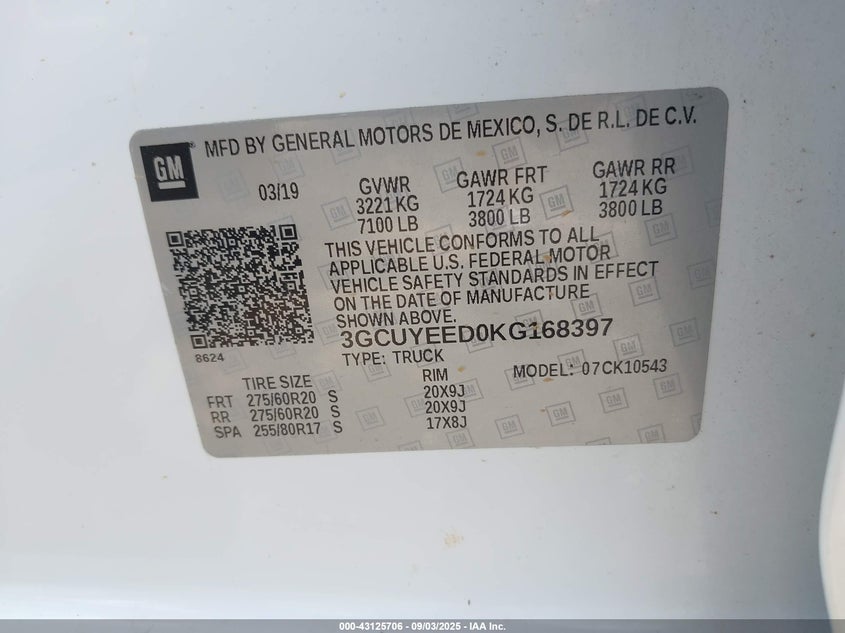 MFD BY GENERAL MOTORS DE MEXICO, S. DE R.L. DE C.V.
GM
03/19 GVWR GAWR FRT GAWR RR
3221 KG 1724 KG 1724 KG
7100 LB 3800 LB 3800 LB
THIS VEHICLE CONFORMS TO ALL
APPLICABLE U.S. FEDERAL MOTOR
VEHICLE SAFETY STANDARDS IN EFFECT
ON THE DATE OF MANUFACTURE
SHOWN ABOVE.
3GCUYEED0KG168397
8624
TYPE: TRUCK
MODEL: 07CK10543
TIRE SIZE RIM
FRT 275/60R20 S 20X9J
RR 275/60R20 S 20X9J
SPA 255/80R17 S 17X8J
000-43125706 - 09/03/2025 - IAA Inc.